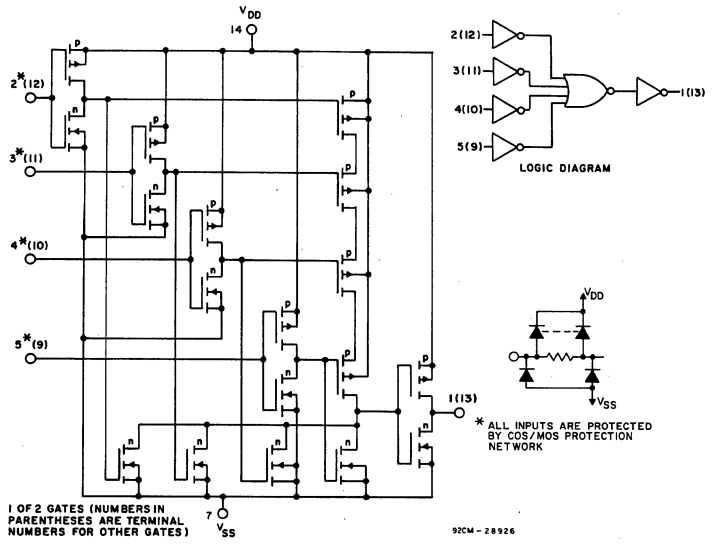 VDD
14
2*(12)
p
n
3*(11)
p
n
4*(10)
p
n
5*(9)
p
n
p
p
p
p
n
n
n
n
p
n
1(13)
7
VSS
1 OF 2 GATES (NUMBERS IN
PARENTHESES ARE TERMINAL
NUMBERS FOR OTHER GATES)
2(12)
3(11)
4(10)
5(9)
1(13)
LOGIC DIAGRAM
VDD
VSS
* ALL INPUTS ARE PROTECTED
BY COS/MOS PROTECTION
NETWORK
92CM-28926